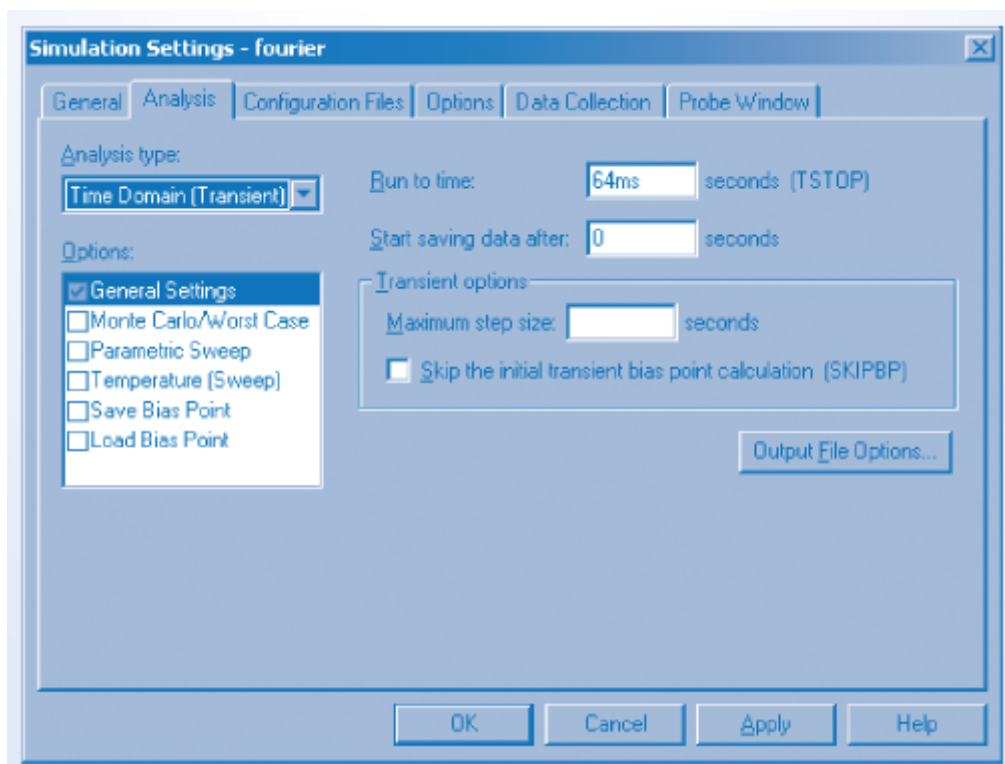 Simulation Settings - fourier
General Analysis Configuration Files Options Data Collection Probe Window
Analysis type:
Time Domain (Transient)
Options:
General Settings
Monte Carlo/Worst Case
Parametric Sweep
Temperature (Sweep)
Save Bias Point
Load Bias Point
Run to time: 64ms seconds (TSTOP)
Start saving data after: 0 seconds
Transient options
Maximum step size: seconds
Skip the initial transient bias point calculation (SKIPBP)
Output File Options...
OK Cancel Apply Help